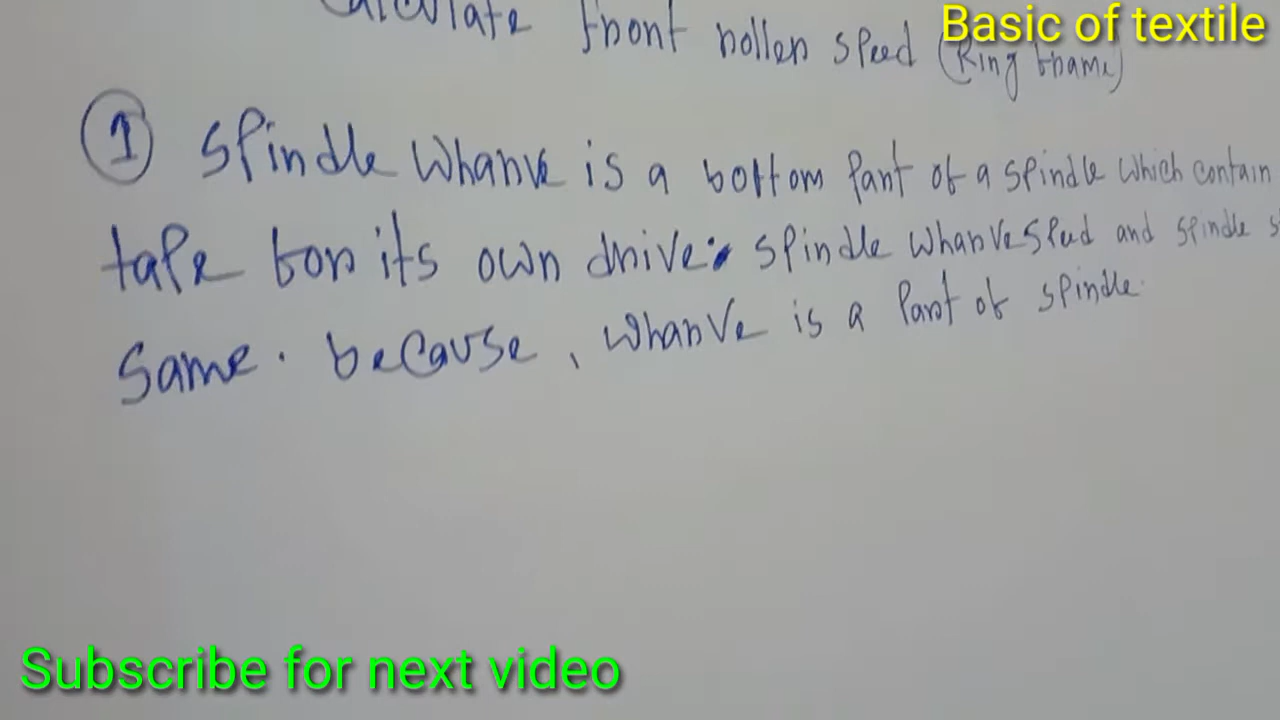 Basic of textile
Calculate front roller speed (Ring frame)
① Spindle wharve is a bottom part of a spindle which contain
tape for its own drive. spindle wharve speed and spindle s
same. because, wharve is a part of spindle.
Subscribe for next video